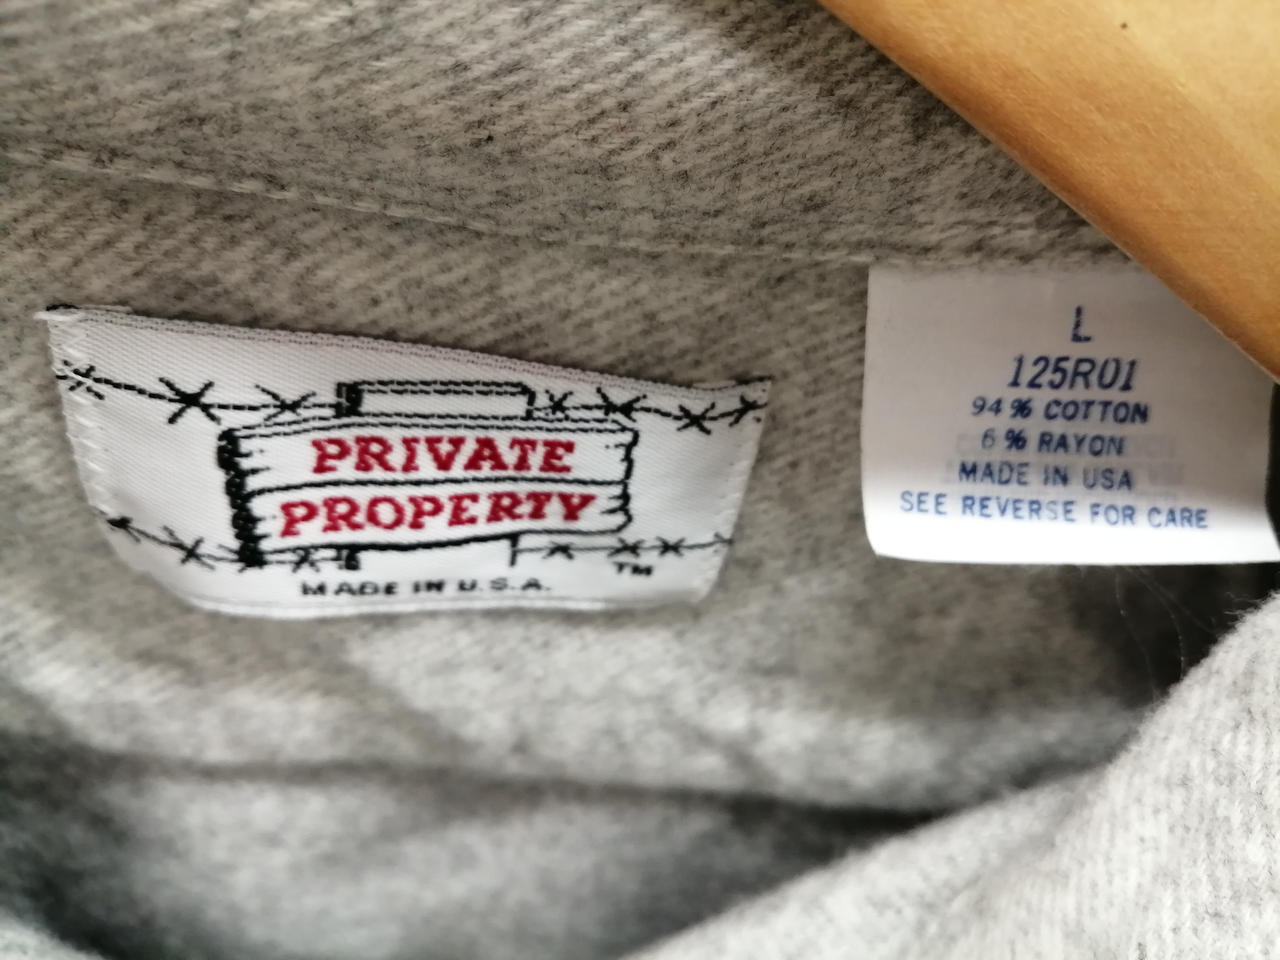 PRIVATE
PROPERTY
TM
MADE IN U.S.A.
L
125R01
94% COTTON
6% RAYON
MADE IN USA
SEE REVERSE FOR CARE